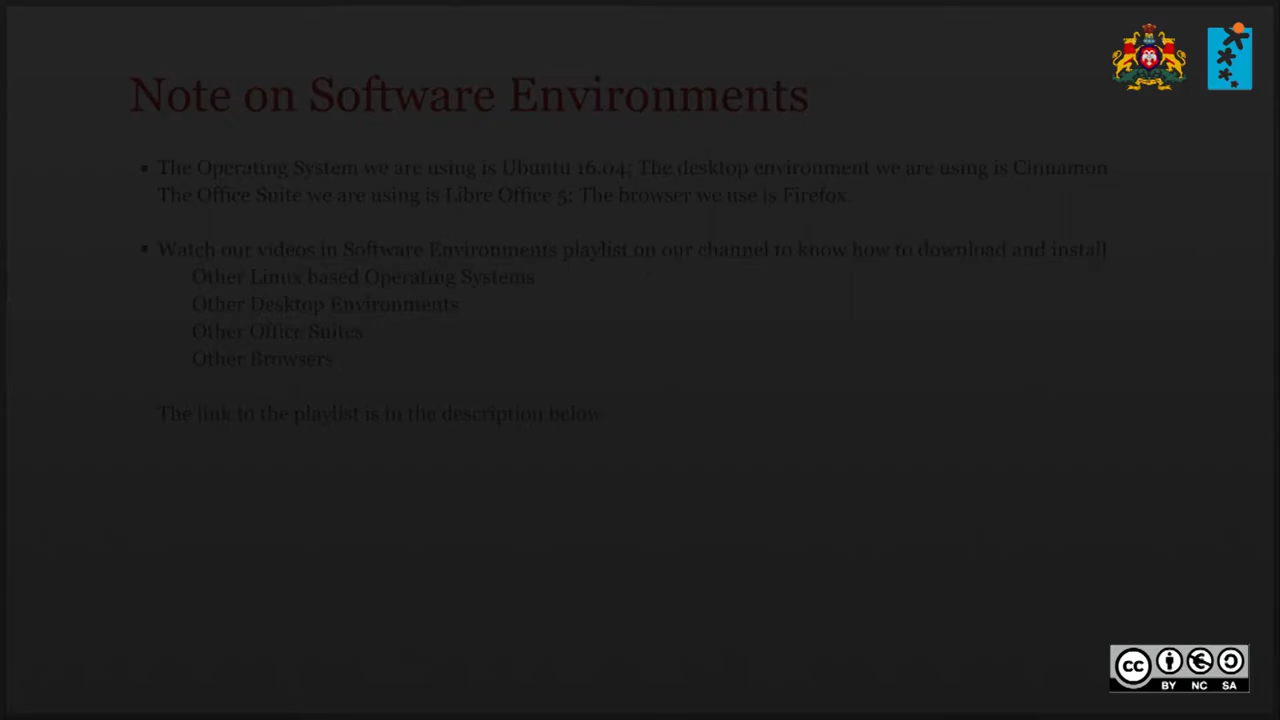 Note on Software Environments
▪ The Operating System we are using is Ubuntu 16.04; The desktop environment we are using is Cinnamon
The Office Suite we are using is Libre Office 5; The browser we use is Firefox.
▪ Watch our videos in Software Environments playlist on our channel to know how to download and install
Other Linux based Operating Systems
Other Desktop Environments
Other Office Suites
Other Browsers
The link to the playlist is in the description below
cc
BY NC SA